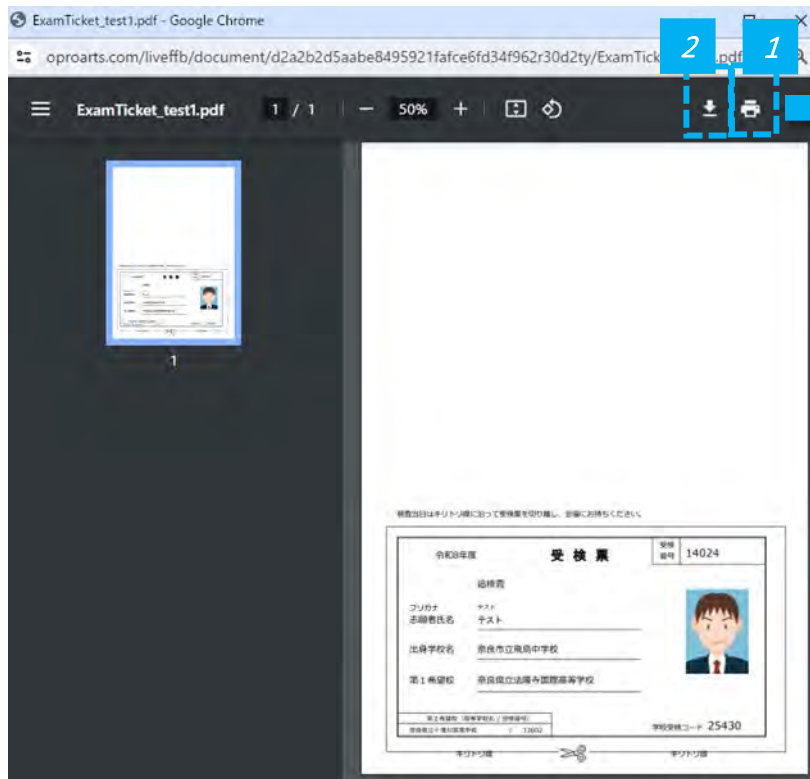 ExamTicket_test1.pdf - Google Chrome
oproarts.com/liveffb/document/d2a2b2d5aabe8495921fafce6fd34f962r30d2ty/ExamTic .pdf
2 1
ExamTicket_test1.pdf 1 / 1 50%
1
検査当日はキリトリ線に沿って受検票を切り離し、会場にお持ちください。
令和8年度 受検票 受検番号 14024
追検査
フリガナ テスト
志願者氏名 テスト
出身学校名 奈良市立飛鳥中学校
第1希望校 奈良県立法隆寺国際高等学校
学校受検コード 25430
キリトリ線 キリトリ線